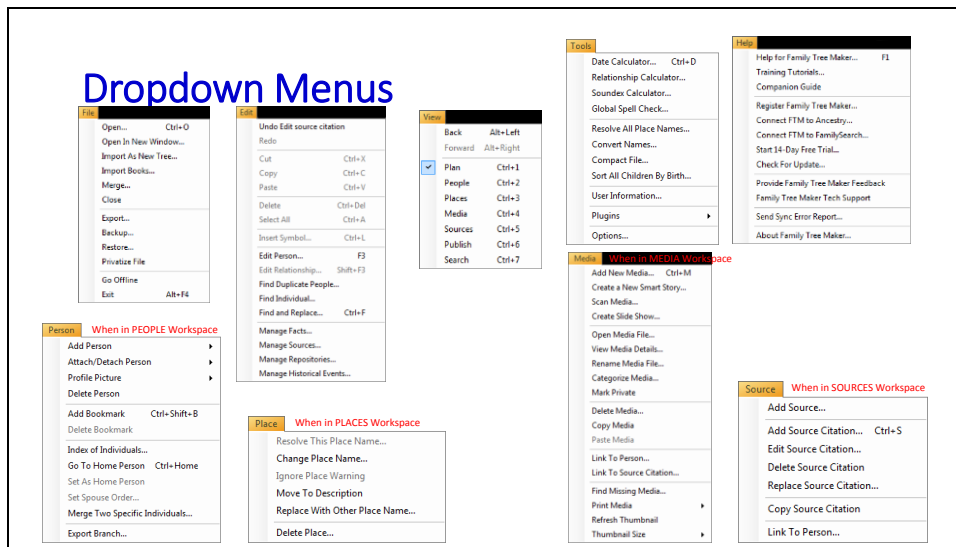 Dropdown Menus
File
Open... Ctrl+O
Open In New Window...
Import As New Tree...
Import Books...
Merge...
Close
Export...
Backup...
Restore...
Privatize File
Go Offline
Exit Alt+F4
Edit
Undo Edit source citation
Redo
Cut Ctrl+X
Copy Ctrl+C
Paste Ctrl+V
Delete Ctrl+Del
Select All Ctrl+A
Insert Symbol... Ctrl+L
Edit Person... F3
Edit Relationship... Shift+F3
Find Duplicate People...
Find Individual...
Find and Replace... Ctrl+F
Manage Facts...
Manage Sources...
Manage Repositories...
Manage Historical Events...
View
Back Alt+Left
Forward Alt+Right
Plan Ctrl+1
People Ctrl+2
Places Ctrl+3
Media Ctrl+4
Sources Ctrl+5
Publish Ctrl+6
Search Ctrl+7
Tools
Date Calculator... Ctrl+D
Relationship Calculator...
Soundex Calculator...
Global Spell Check...
Resolve All Place Names...
Convert Names...
Compact File...
Sort All Children By Birth...
User Information...
Plugins
Options...
Help
Help for Family Tree Maker... F1
Training Tutorials...
Companion Guide
Register Family Tree Maker...
Connect FTM to Ancestry...
Connect FTM to FamilySearch...
Start 14-Day Free Trial...
Check For Update...
Provide Family Tree Maker Feedback
Family Tree Maker Tech Support
Send Sync Error Report...
About Family Tree Maker...
Person When in PEOPLE Workspace
Add Person
Attach/Detach Person
Profile Picture
Delete Person
Add Bookmark Ctrl+Shift+B
Delete Bookmark
Index of Individuals...
Go To Home Person Ctrl+Home
Set As Home Person
Set Spouse Order...
Merge Two Specific Individuals...
Export Branch...
Place When in PLACES Workspace
Resolve This Place Name...
Change Place Name...
Ignore Place Warning
Move To Description
Replace With Other Place Name...
Delete Place...
Media When in MEDIA Workspace
Add New Media... Ctrl+M
Create a New Smart Story...
Scan Media...
Create Slide Show...
Open Media File...
View Media Details...
Rename Media File...
Categorize Media...
Mark Private
Delete Media...
Copy Media
Paste Media
Link To Person...
Link To Source Citation...
Find Missing Media...
Print Media
Refresh Thumbnail
Thumbnail Size
Source When in SOURCES Workspace
Add Source...
Add Source Citation... Ctrl+S
Edit Source Citation...
Delete Source Citation
Replace Source Citation...
Copy Source Citation
Link To Person...